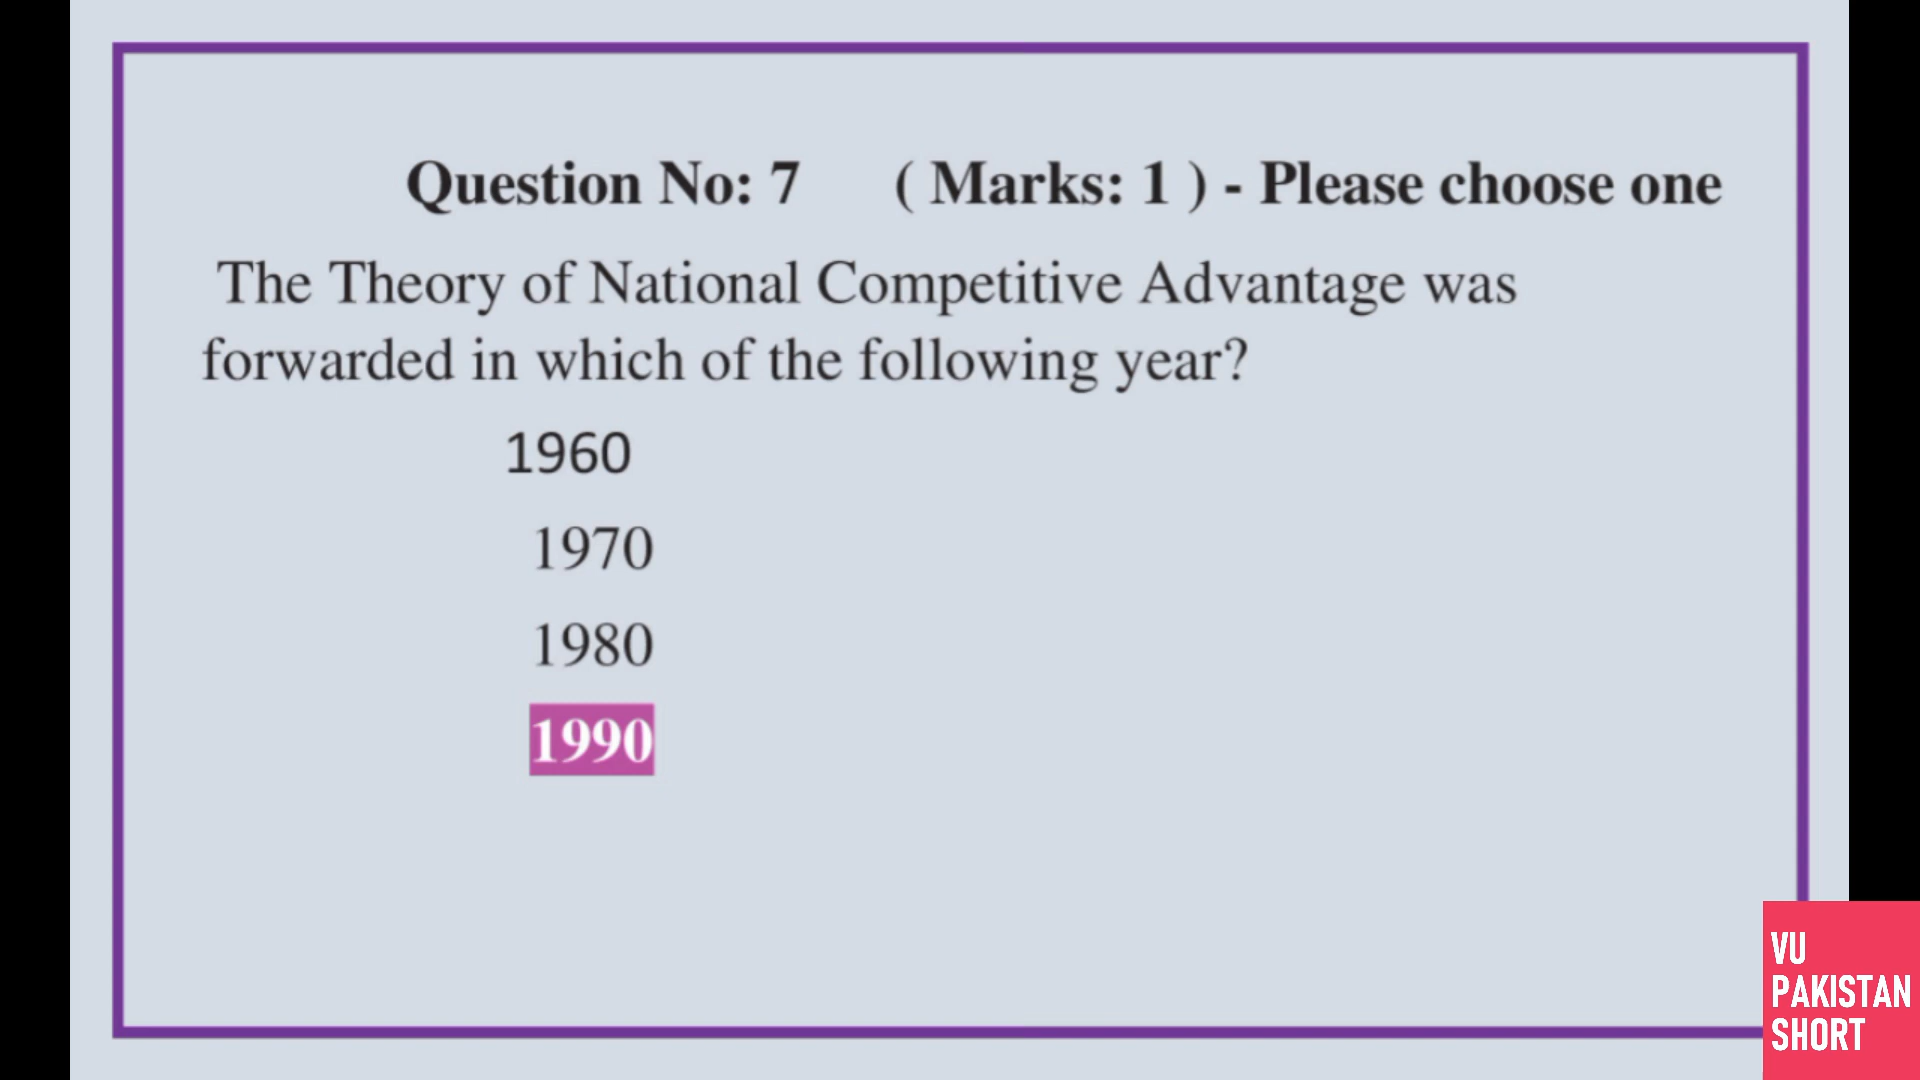 Question No: 7 ( Marks: 1 ) - Please choose one
The Theory of National Competitive Advantage was
forwarded in which of the following year?
1960
1970
1980
1990
VU
PAKISTAN
SHORT